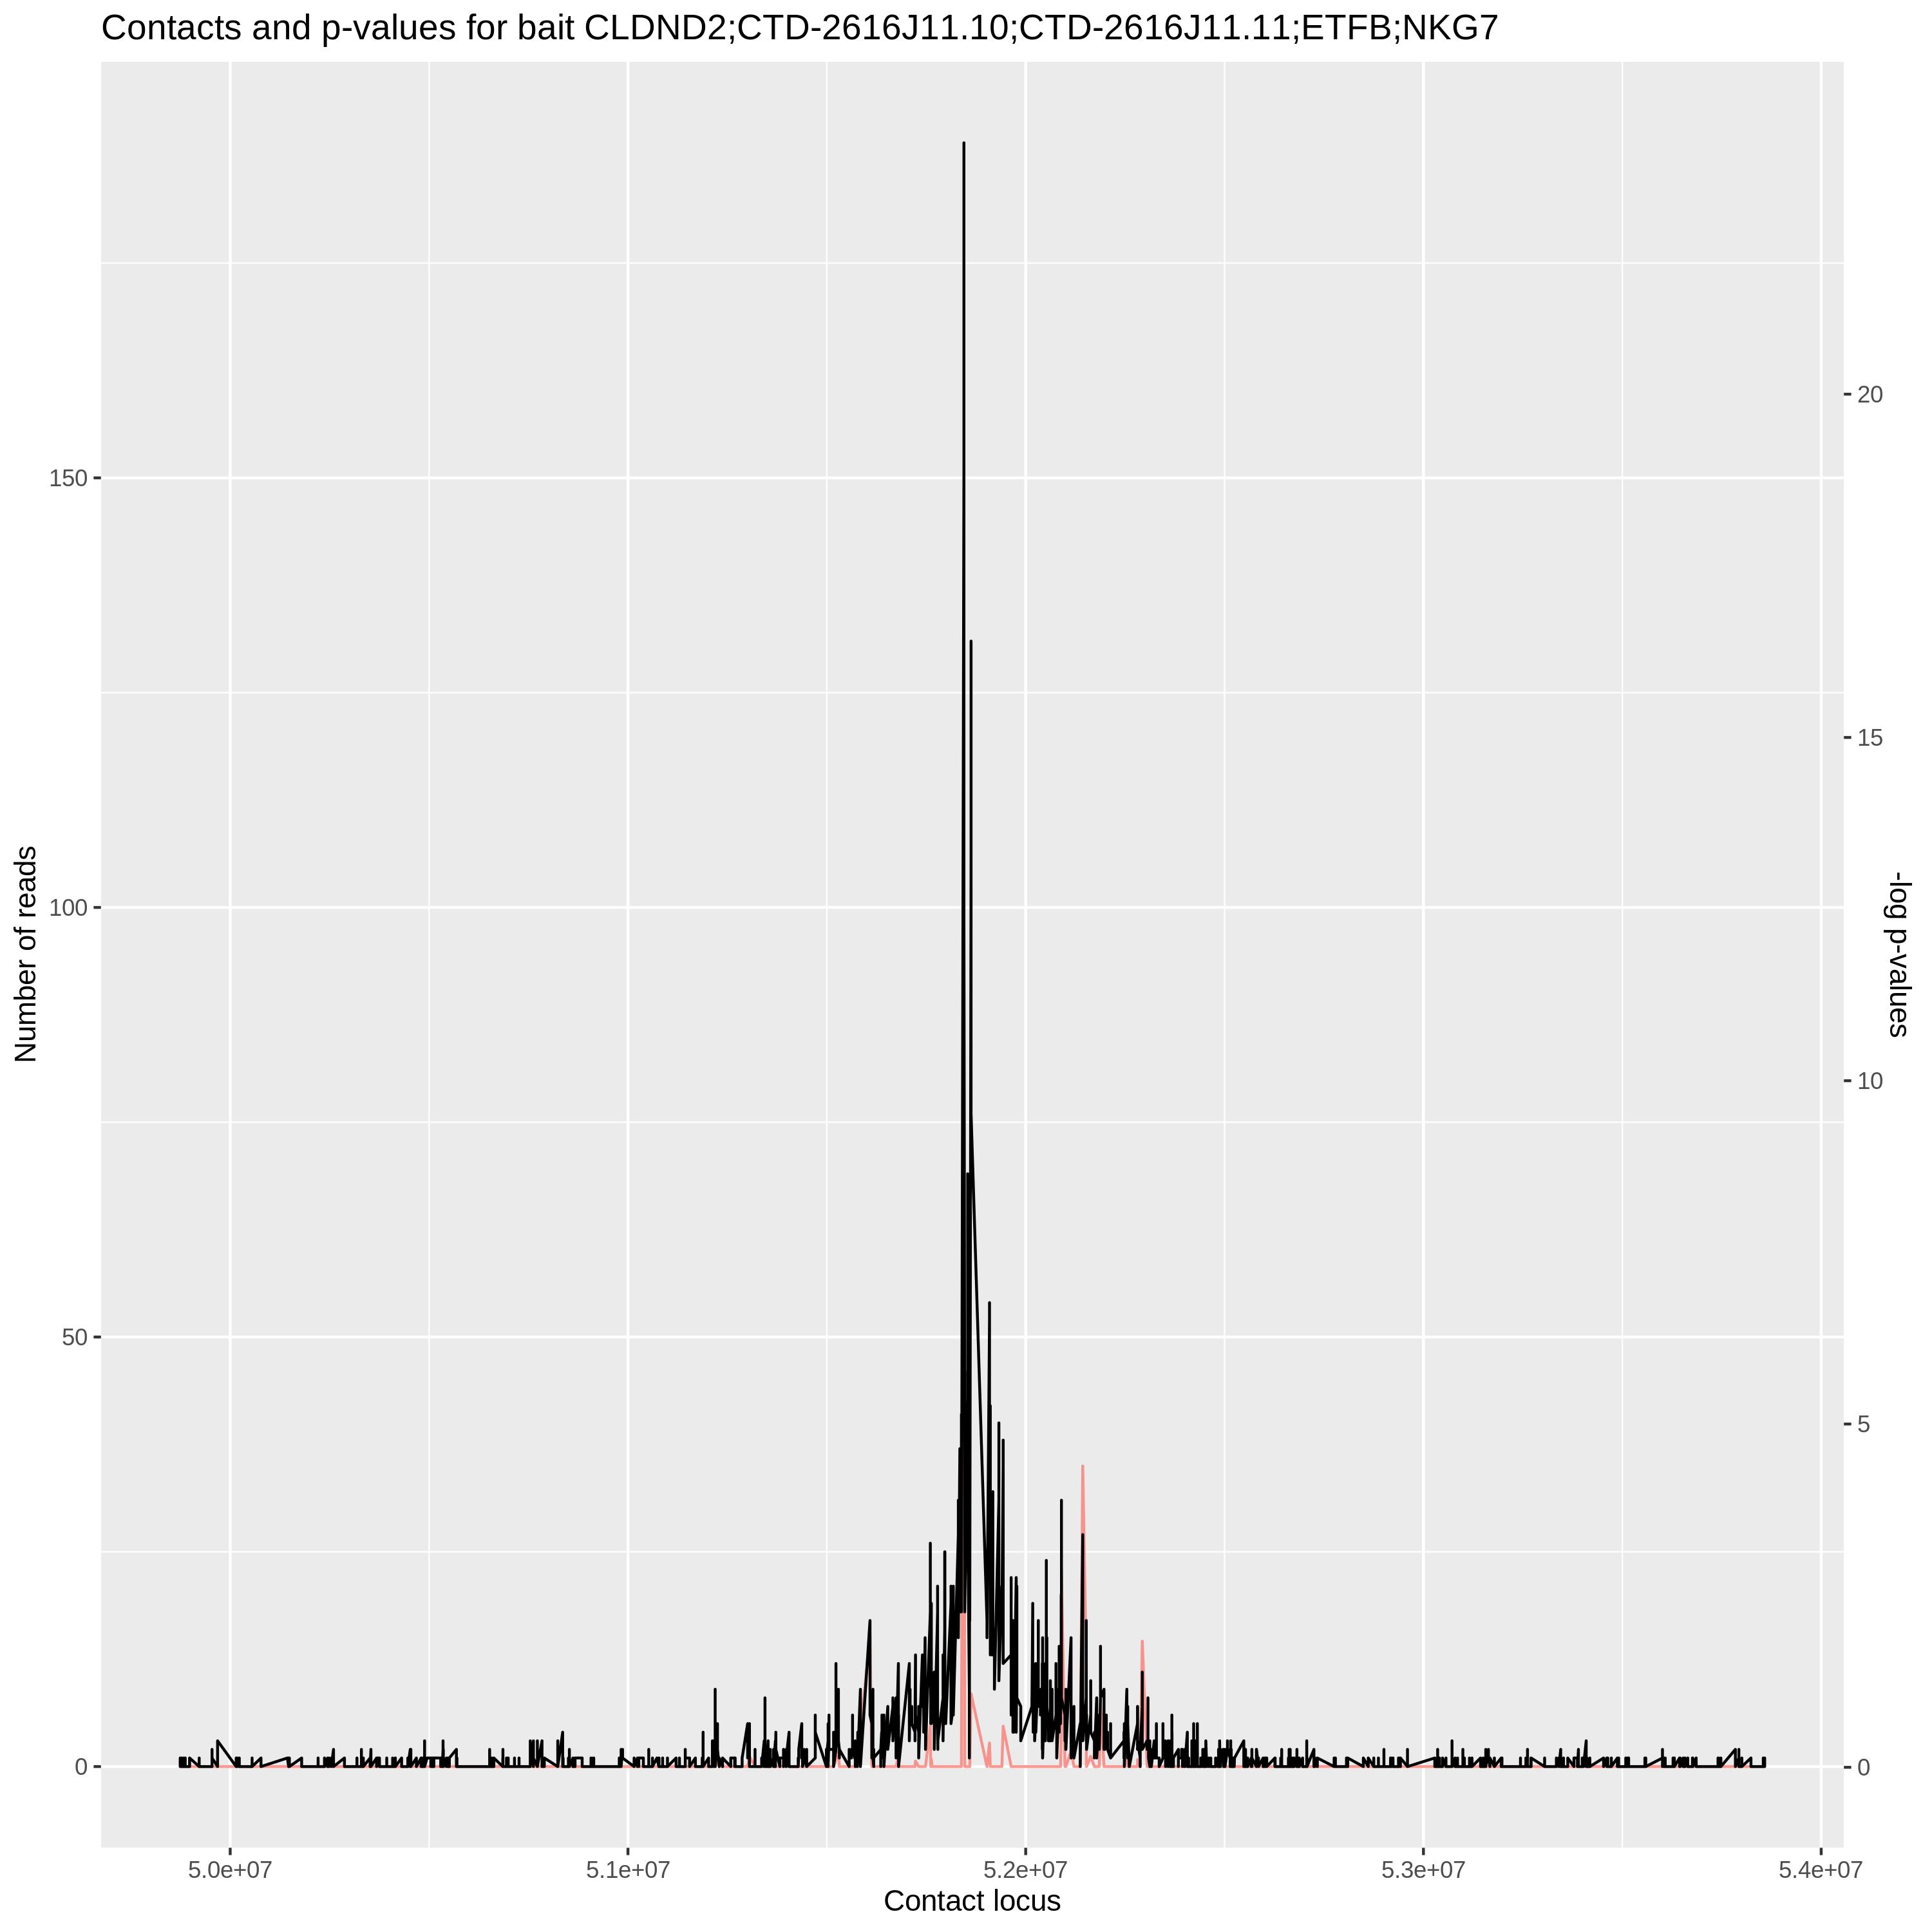 Contacts and p-values for bait CLDND2;CTD-2616J11.10;CTD-2616J11.11;ETFB;NKG7
Number of reads
150
100
50
0
20
15
10
5
0
-log p-values
5.0e+07 5.1e+07 5.2e+07 5.3e+07 5.4e+07
Contact locus